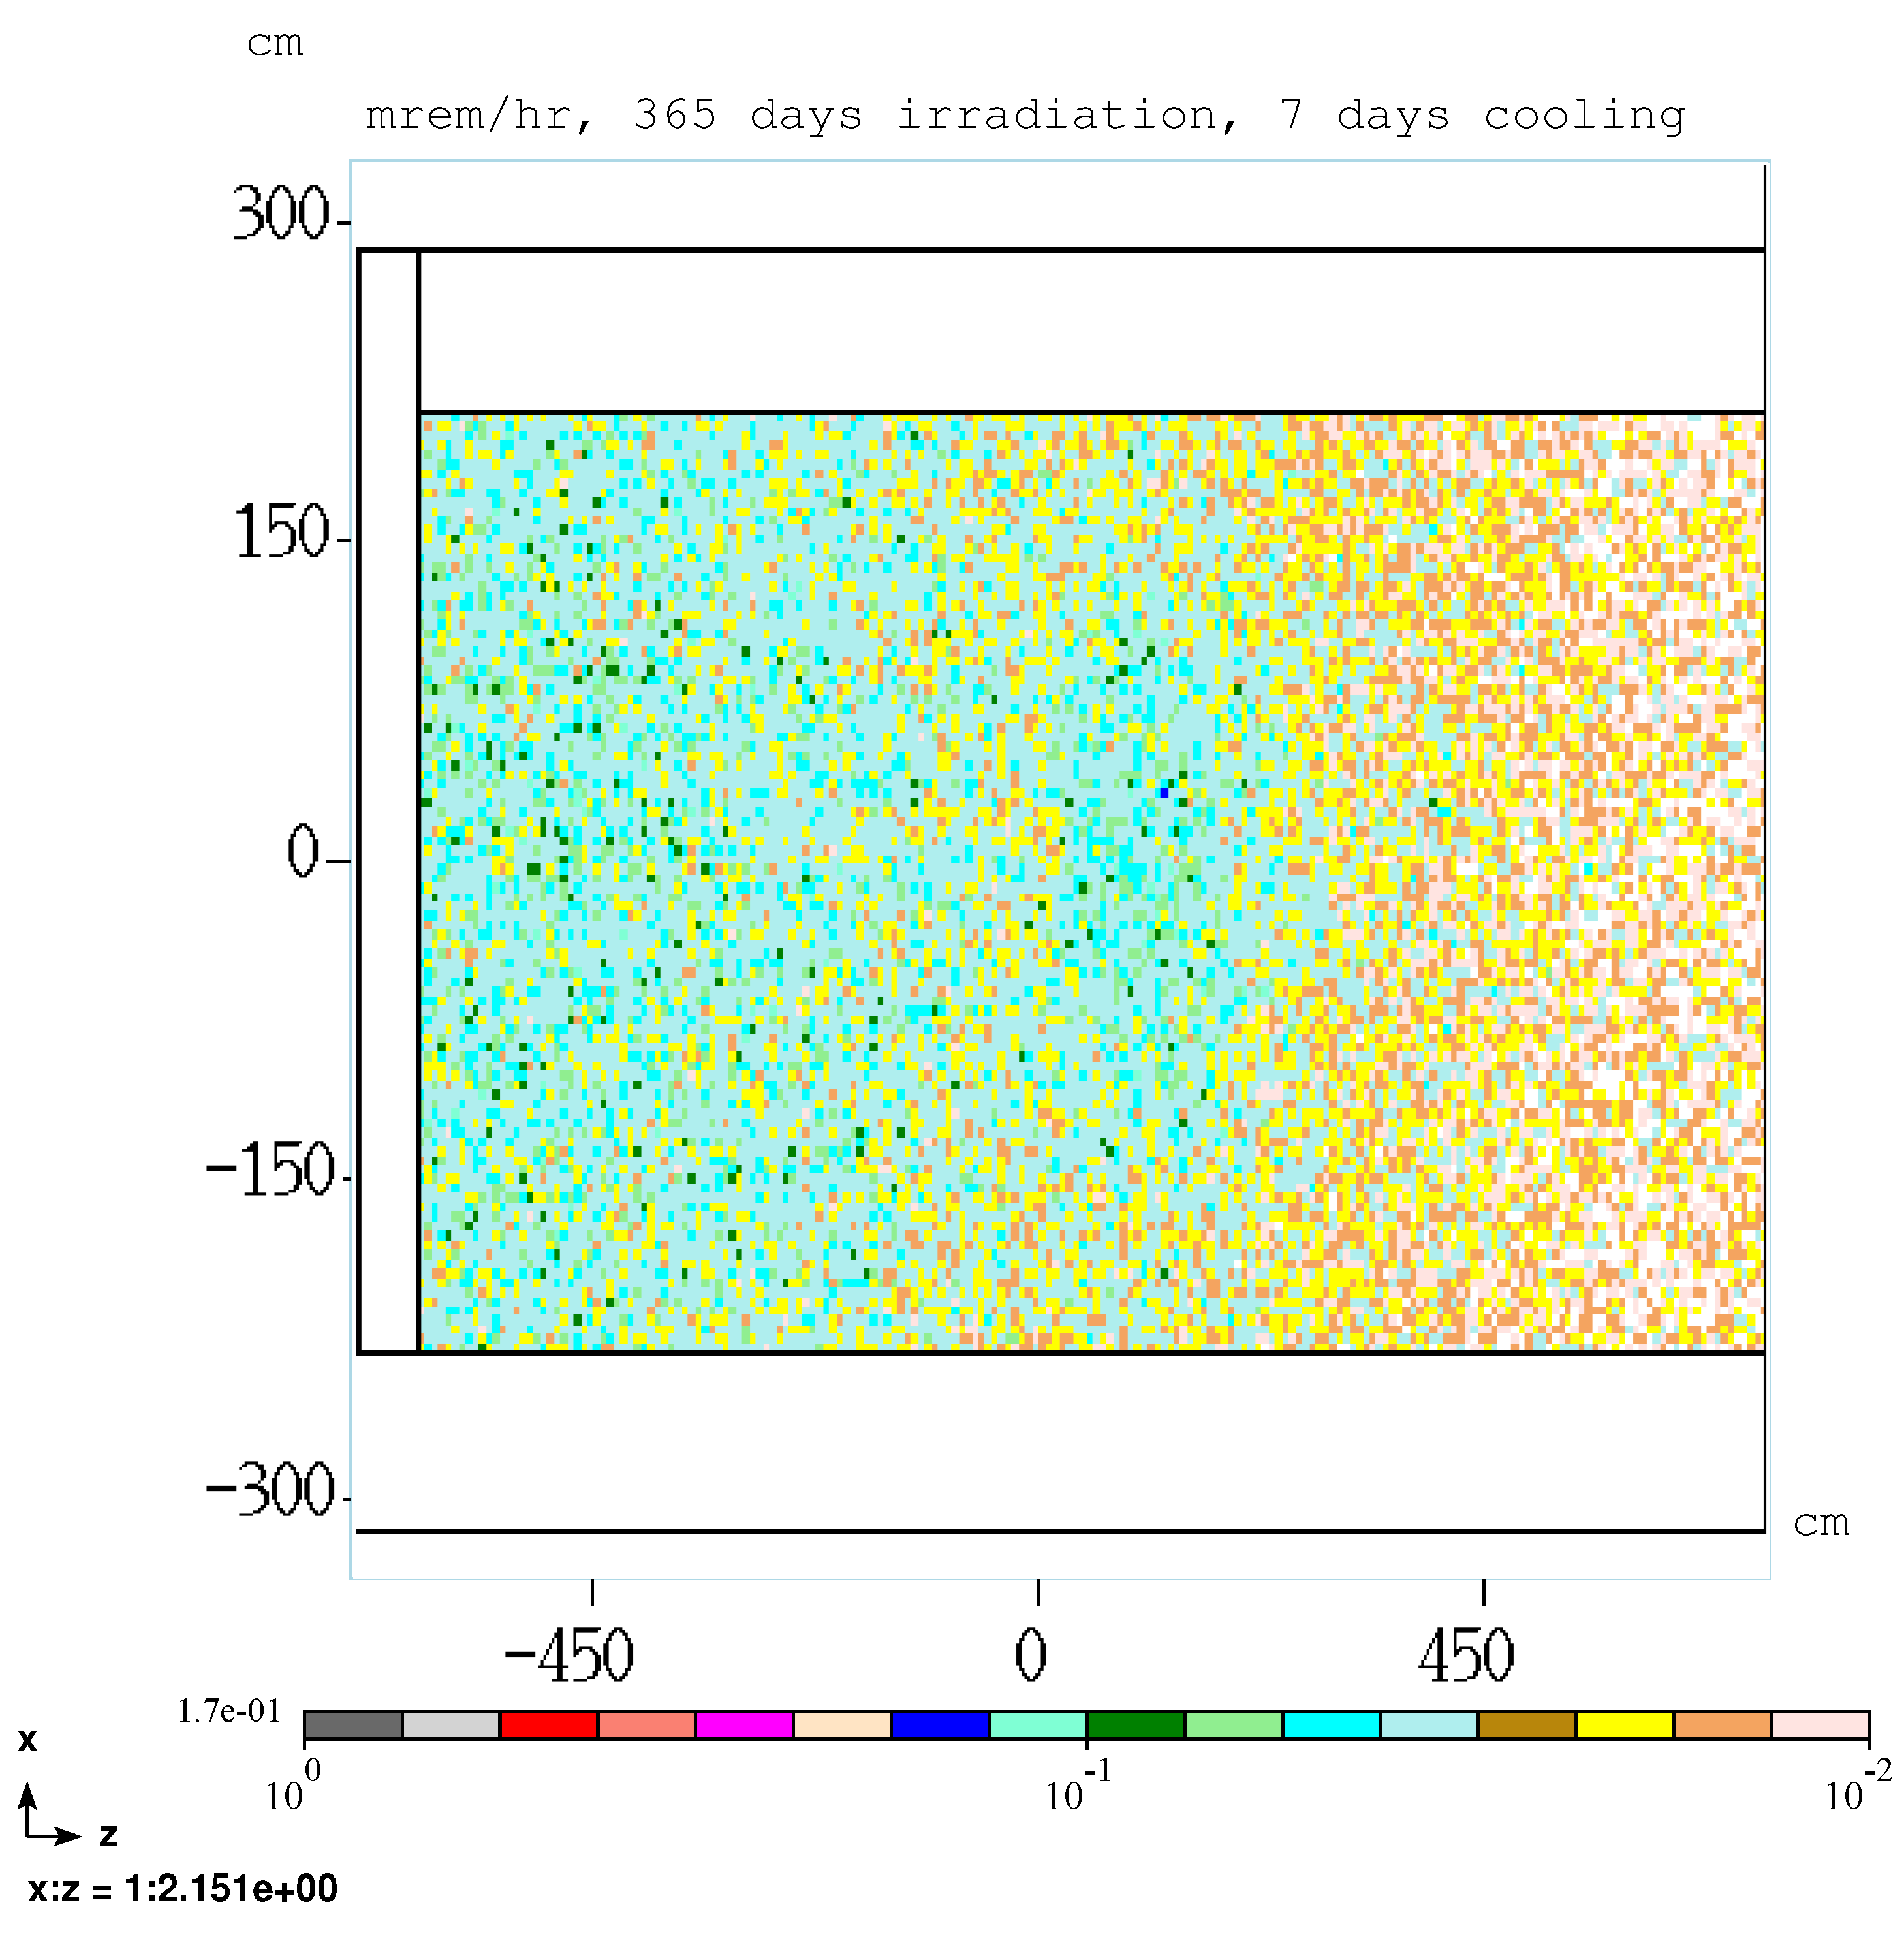 cm
mrem/hr, 365 days irradiation, 7 days cooling
300
150
0
−150
−300
cm
−450 0 450
1.7e-01
10^0 10^-1 10^-2
x
z
x:z = 1:2.151e+00